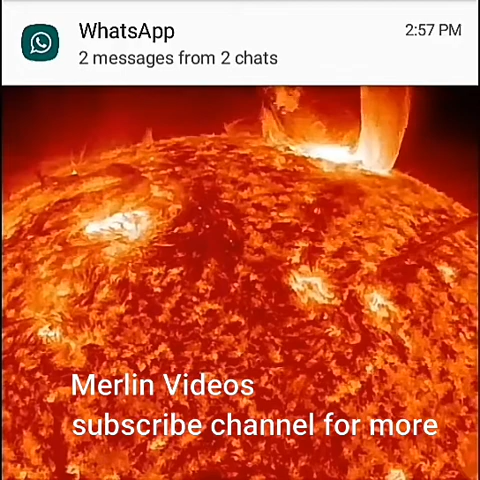 WhatsApp
2:57 PM
2 messages from 2 chats
Merlin Videos
subscribe channel for more